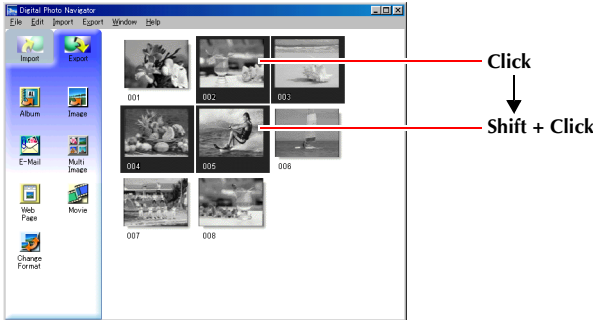 Digital Photo Navigator
File Edit Import Export Window Help
Import Export
001 002 003
Click
Album Image
Shift + Click
004 005 006
E-Mail Multi Image
Web Page Movie
007 008
Change Format